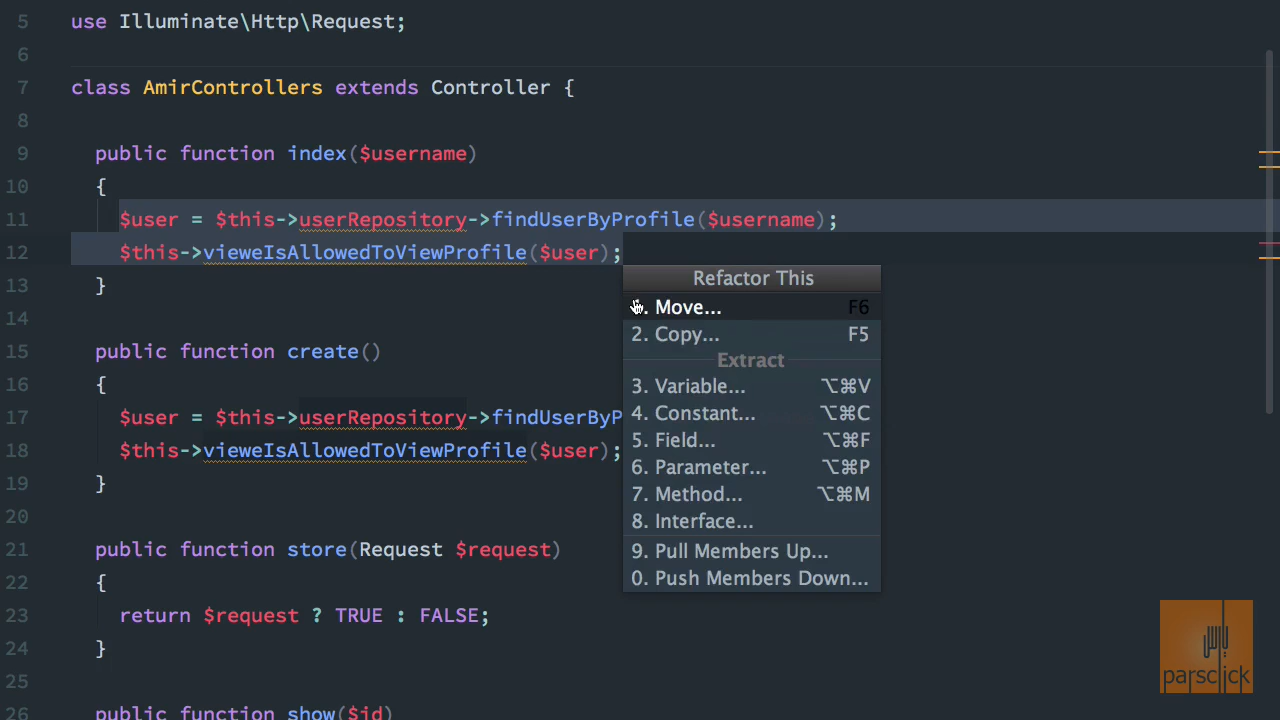 5 use Illuminate\Http\Request;
6
7 class AmirControllers extends Controller {
8
9 public function index($username)
10 {
11 $user = $this->userRepository->findUserByProfile($username);
12 $this->vieweIsAllowedToViewProfile($user);
13 }
14
15 public function create()
16 {
17 $user = $this->userRepository->findUserByP
18 $this->vieweIsAllowedToViewProfile($user);
19 }
20
21 public function store(Request $request)
22 {
23 return $request ? TRUE : FALSE;
24 }
25
26 public function show($id)
Refactor This
. Move... F6
2. Copy... F5
Extract
3. Variable... ⌥⌘V
4. Constant... ⌥⌘C
5. Field... ⌥⌘F
6. Parameter... ⌥⌘P
7. Method... ⌥⌘M
8. Interface...
9. Pull Members Up...
0. Push Members Down...
پارس
parsclick